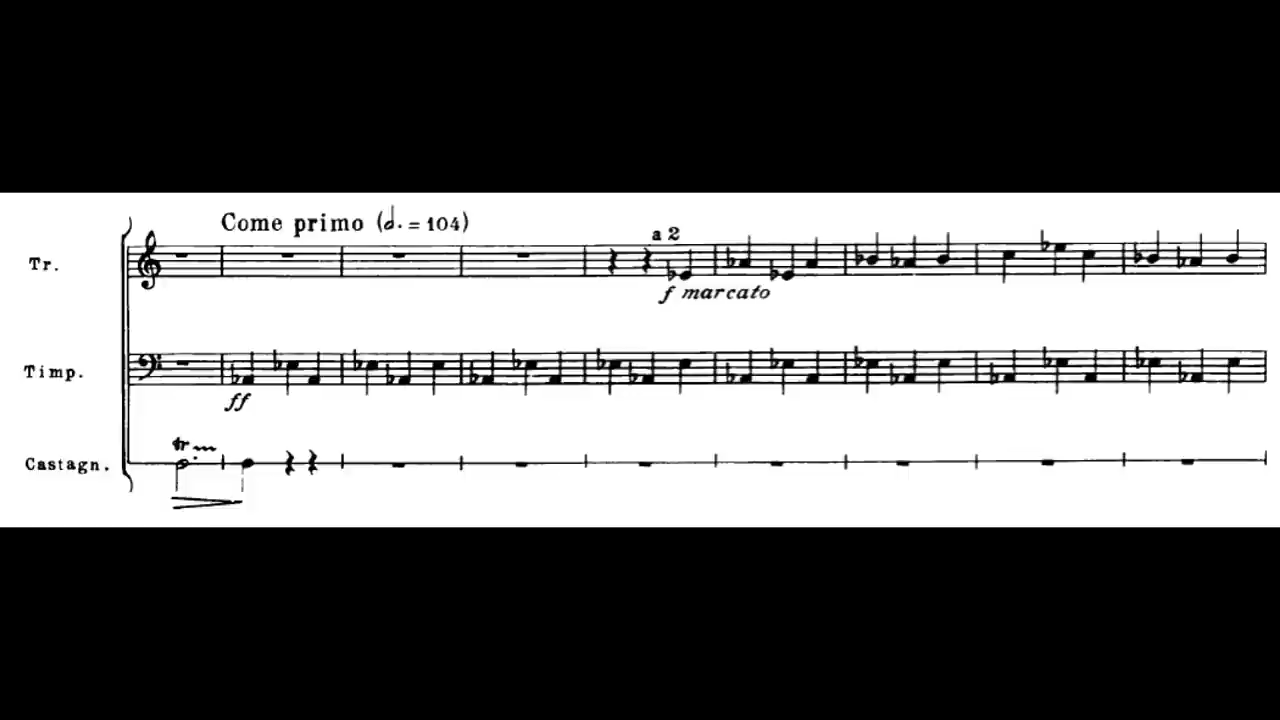 Come primo (𝅗𝅥. = 104)
a 2
Tr.
f marcato
Timp.
ff
tr
Castagn.